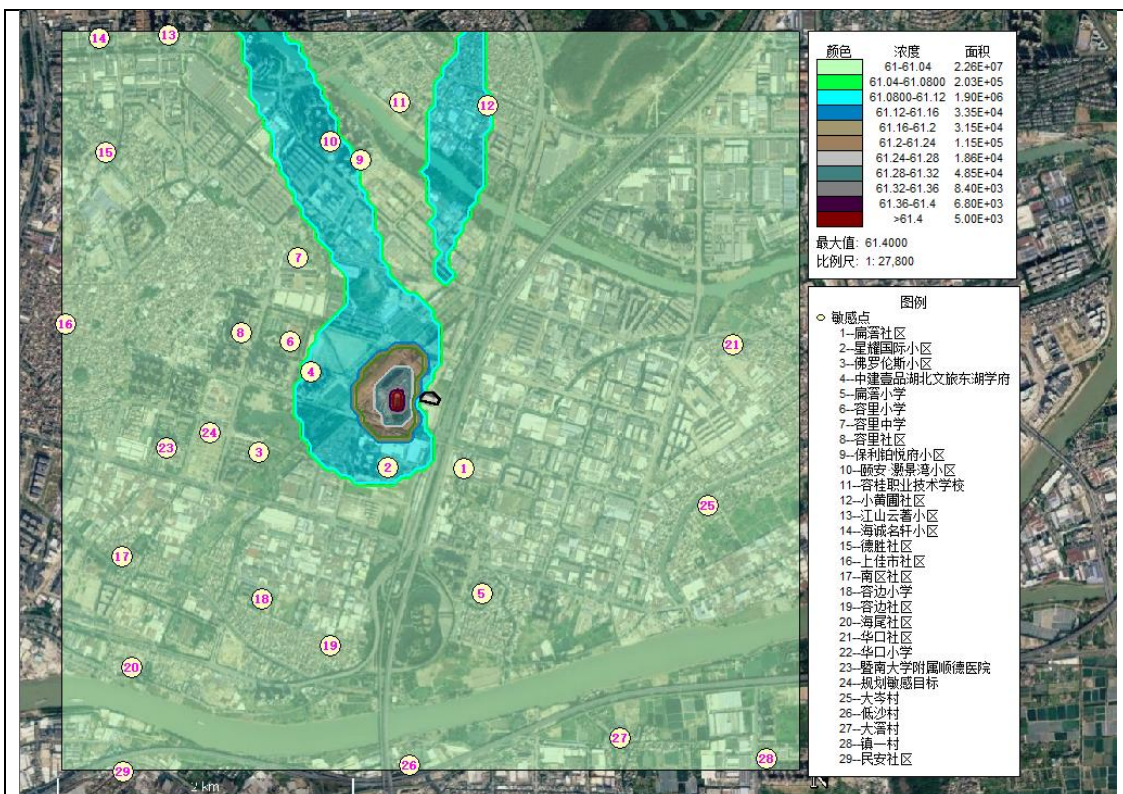 14
13
11
12
10
9
15
7
16
8
6
21
4
24
23
3
2
1
25
17
5
18
19
20
27
28
26
29
2 km
N
颜色 浓度 面积
61-61.04 2.26E+07
61.04-61.0800 2.03E+05
61.0800-61.12 1.90E+06
61.12-61.16 3.35E+04
61.16-61.2 3.15E+04
61.2-61.24 1.15E+05
61.24-61.28 1.86E+04
61.28-61.32 4.85E+04
61.32-61.36 8.40E+03
61.36-61.4 6.80E+03
>61.4 5.00E+03
最大值: 61.4000
比例尺: 1: 27,800
图例
敏感点
1--扁滘社区
2--星耀国际小区
3--佛罗伦斯小区
4--中建壹品湖北文旅东湖学府
5--扁滘小学
6--容里小学
7--容里中学
8--容里社区
9--保利铂悦府小区
10--颐安·灏景湾小区
11--容桂职业技术学校
12--小黄圃社区
13--江山云著小区
14--海诚名轩小区
15--德胜社区
16--上佳市社区
17--南区社区
18--容边小学
19--容边社区
20--海尾社区
21--华口社区
22--华口小学
23--暨南大学附属顺德医院
24--规划敏感目标
25--大岑村
26--低沙村
27--大滘村
28--镇一村
29--民安社区